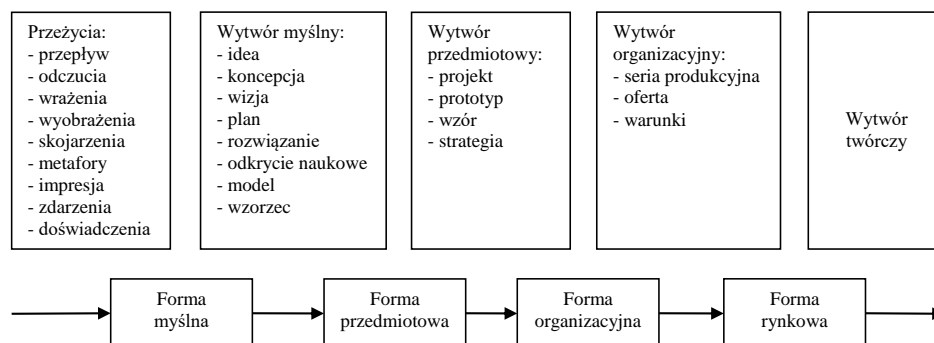 Przeżycia:
- przepływ
- odczucia
- wrażenia
- wyobrażenia
- skojarzenia
- metafory
- impresja
- zdarzenia
- doświadczenia
Wytwór myślny:
- idea
- koncepcja
- wizja
- plan
- rozwiązanie
- odkrycie naukowe
- model
- wzorzec
Wytwór
przedmiotowy:
- projekt
- prototyp
- wzór
- strategia
Wytwór
organizacyjny:
- seria produkcyjna
- oferta
- warunki
Wytwór
twórczy
Forma
myślna
Forma
przedmiotowa
Forma
organizacyjna
Forma
rynkowa